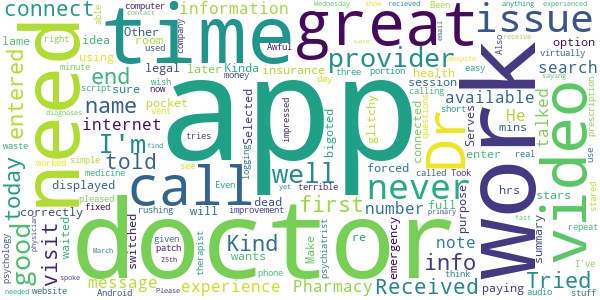 app
doctor
work
time
great
need
call
video
Dr
never
issue
provider
well
Kind
visit
info
good
today
I'm
told
name
end
connect
information
idea
lame
able
room
Other
computer
company
tries
vent
Awful
later
Kinda
insurance
legal
sure
script
now
using
right
minute
entered
pocket
internet
displayed
correctly
waited
message
experience
Pharmacy
Received
first
number
switched
dead
Selected
logging
Even
wish
money
used
day
impressed
yet
terrible
bigoted
glitchy
connected
health
session
three
portion
calling
questions
forced
re
full
wants
Make
will
fixed
patch
given
25th
March
Android
Please
phone
therapist
psychiatrist
rushing
improvement
see
find
medicine
pleased
simple
worked
diagnoses
waste
psychology
physician
needed
website
spoke
stuff
audio
Tried
paying
note
summary
emergency
purpose
hrs
stars
mins
enter
real
talked
He
available
search
option
virtually
easy
short
Serves
called
Took
primary
think
fast
use
repeat
I've
stared
prescription
saying
receive
Also
email
contact
show
recieved
Wednesday
Been
anything
experienced
care
Despite